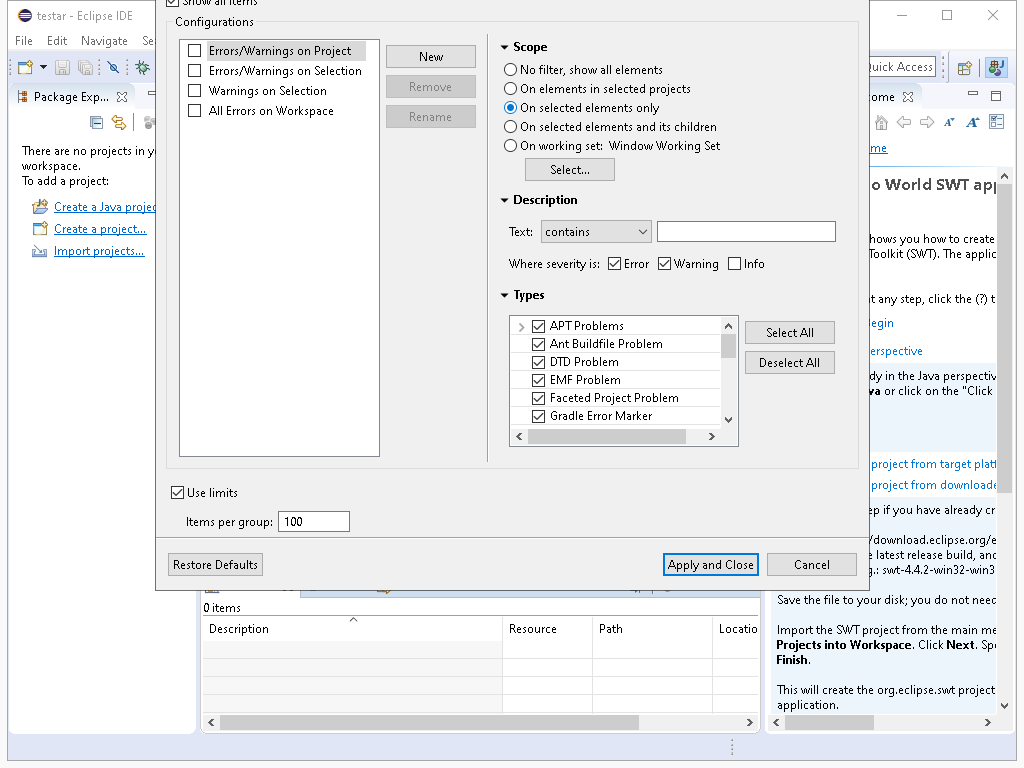 Show all items
testar - Eclipse IDE
File Edit Navigate Se
Quick Access
Package Exp...
There are no projects in y
workspace.
To add a project:
Create a Java projec
Create a project...
Import projects...
Configurations
Errors/Warnings on Project
Errors/Warnings on Selection
Warnings on Selection
All Errors on Workspace
New
Remove
Rename
Scope
No filter, show all elements
On elements in selected projects
On selected elements only
On selected elements and its children
On working set: Window Working Set
Select...
Description
Text: contains
Where severity is: Error Warning Info
Types
APT Problems
Ant Buildfile Problem
DTD Problem
EMF Problem
Faceted Project Problem
Gradle Error Marker
Select All
Deselect All
Use limits
Items per group: 100
Restore Defaults
Apply and Close
Cancel
0 items
Description Resource Path Locatio
ome
me
o World SWT app
hows you how to create
Toolkit (SWT). The applic
t any step, click the (?) t
Begin
erspective
dy in the Java perspectiv
va or click on the "Click
project from target platf
project from downloade
ep if you have already cr
/download.eclipse.org/e
e latest release build, and
g.: swt-4.4.2-win32-win3
Save the file to your disk; you do not need
Import the SWT project from the main me
Projects into Workspace. Click Next. Spe
Finish.
This will create the org.eclipse.swt project
application.